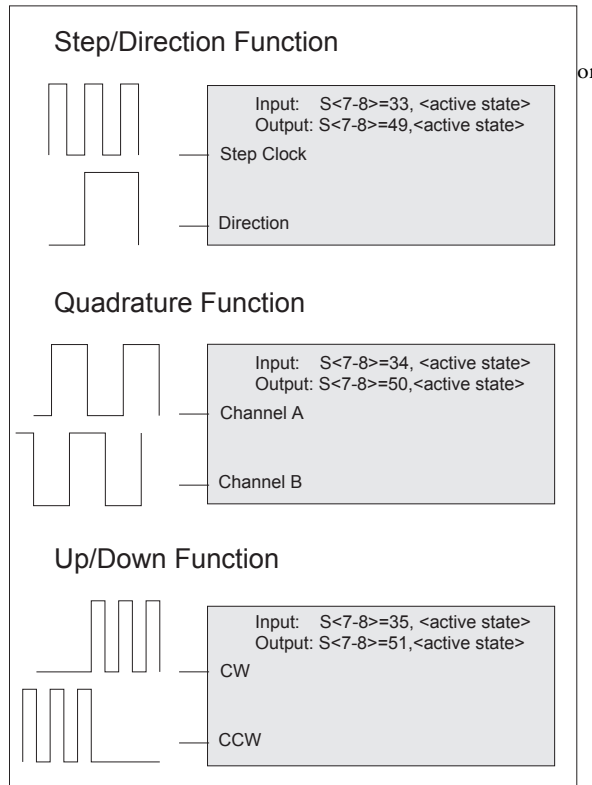 Step/Direction Function
or
Input: S<7-8>=33, <active state>
Output: S<7-8>=49,<active state>
Step Clock
Direction
Quadrature Function
Input: S<7-8>=34, <active state>
Output: S<7-8>=50,<active state>
Channel A
Channel B
Up/Down Function
Input: S<7-8>=35, <active state>
Output: S<7-8>=51,<active state>
CW
CCW